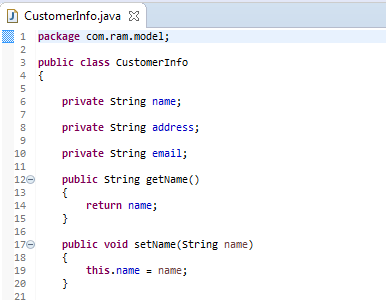 CustomerInfo.java
1 package com.ram.model;
2
3 public class CustomerInfo
4 {
5
6 private String name;
7
8 private String address;
9
10 private String email;
11
12 public String getName()
13 {
14 return name;
15 }
16
17 public void setName(String name)
18 {
19 this.name = name;
20 }
21